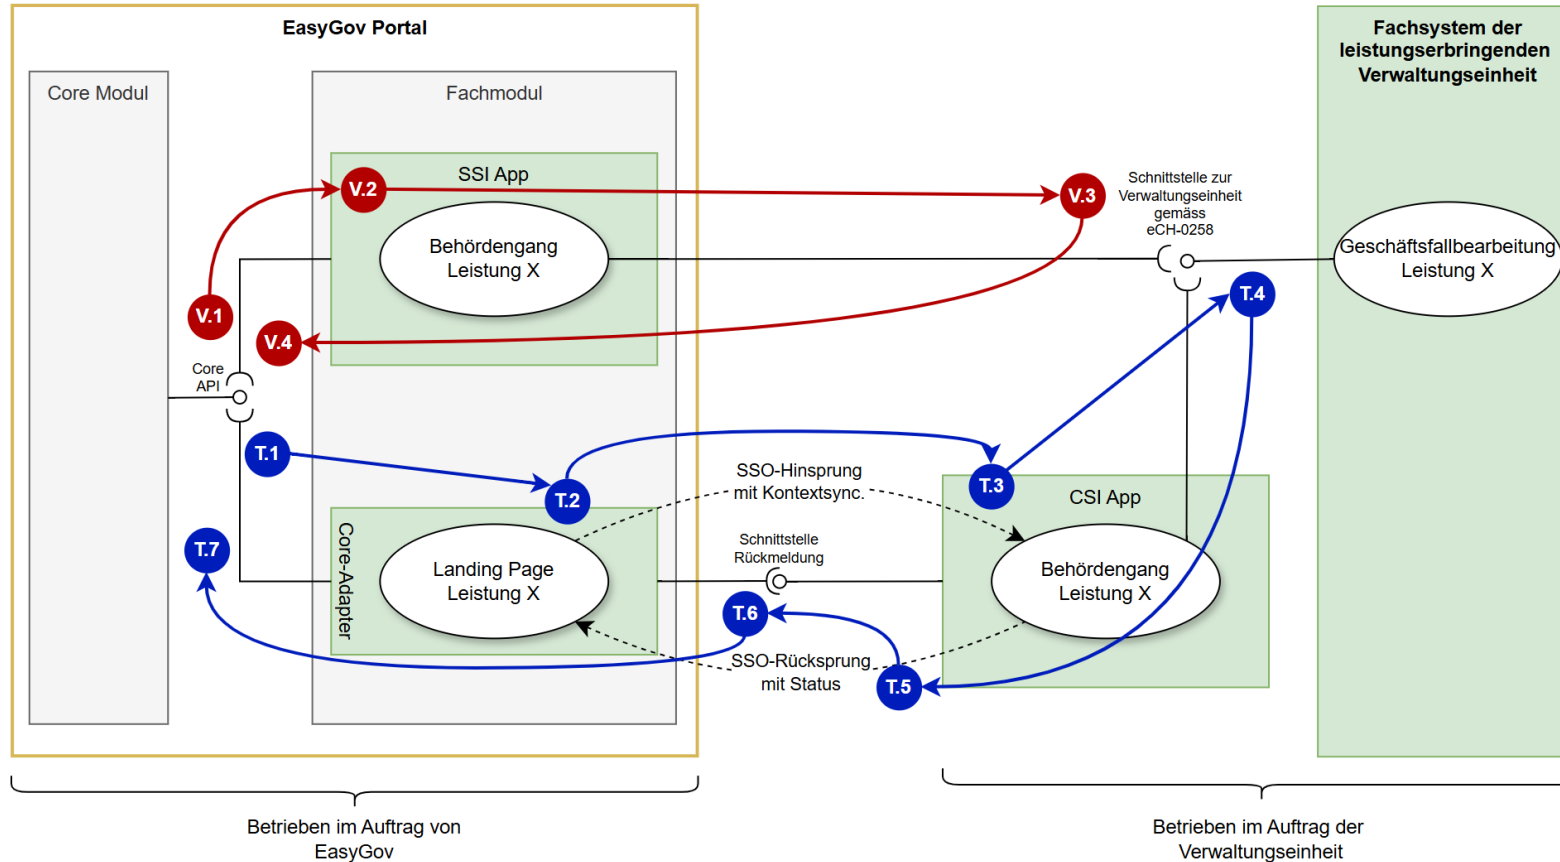 EasyGov Portal
Fachsystem der
leistungserbringenden
Verwaltungseinheit
Core Modul
Fachmodul
SSI App
V.2
V.3
Schnittstelle zur
Verwaltungseinheit
gemäss
eCH-0258
Behördengang
Leistung X
Geschäftsfallbearbeitung
Leistung X
V.1
V.4
T.4
Core
API
T.1
T.2
SSO-Hinsprung
mit Kontextsync.
T.3
CSI App
Core-Adapter
T.7
Landing Page
Leistung X
Schnittstelle
Rückmeldung
Behördengang
Leistung X
T.6
SSO-Rücksprung
mit Status
T.5
Betrieben im Auftrag von
EasyGov
Betrieben im Auftrag der
Verwaltungseinheit